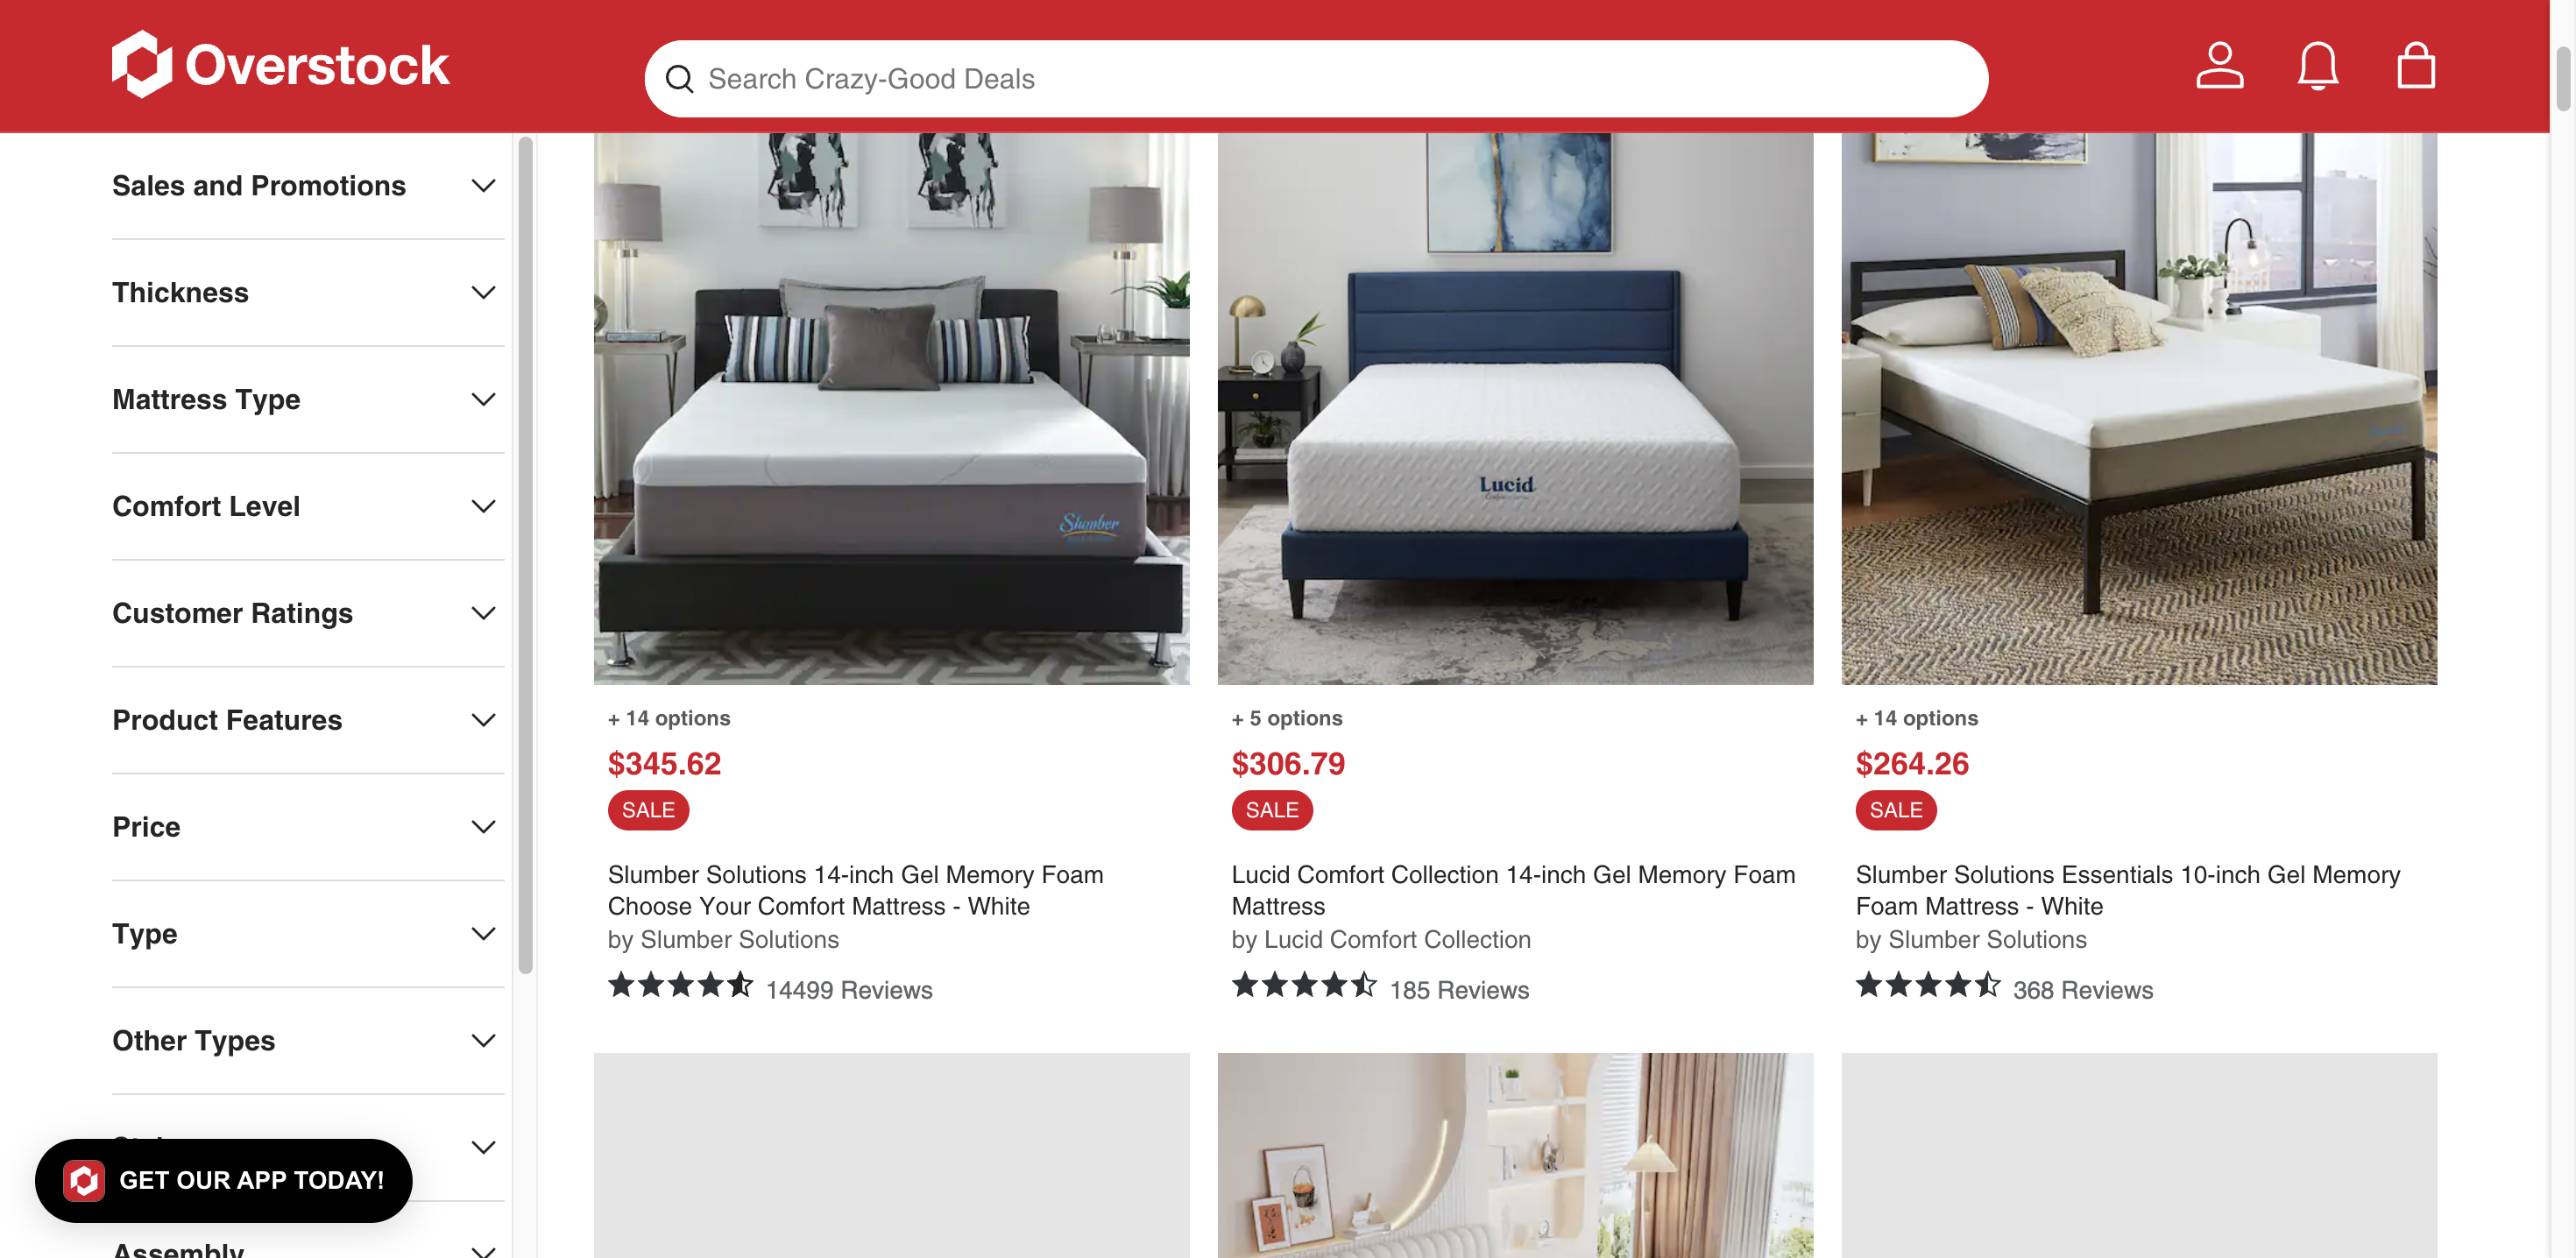 Overstock
Search Crazy-Good Deals
Sales and Promotions
Thickness
Mattress Type
Comfort Level
Customer Ratings
Product Features
Price
Type
Other Types
GET OUR APP TODAY!
Assembly
Slumber
Lucid
+ 14 options
$345.62
SALE
Slumber Solutions 14-inch Gel Memory Foam
Choose Your Comfort Mattress - White
by Slumber Solutions
14499 Reviews
+ 5 options
$306.79
SALE
Lucid Comfort Collection 14-inch Gel Memory Foam
Mattress
by Lucid Comfort Collection
185 Reviews
+ 14 options
$264.26
SALE
Slumber Solutions Essentials 10-inch Gel Memory
Foam Mattress - White
by Slumber Solutions
368 Reviews